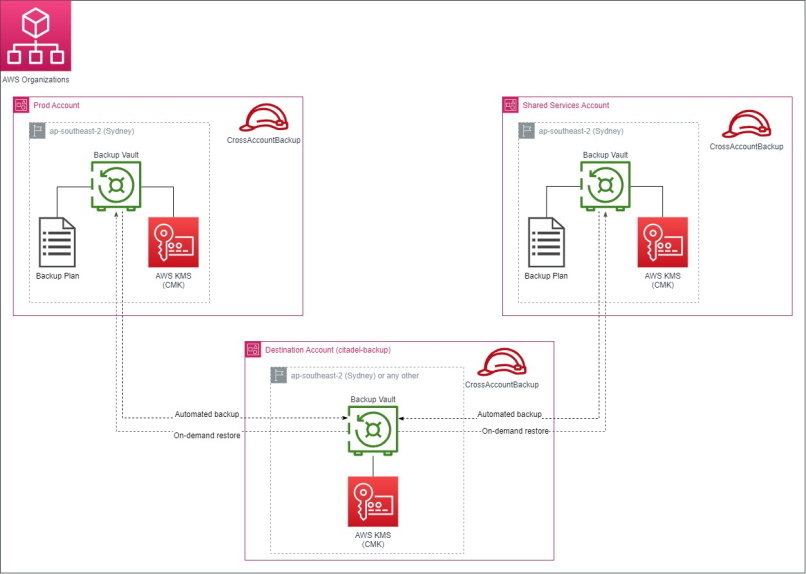 AWS Organizations
Prod Account
ap-southeast-2 (Sydney)
CrossAccountBackup
Backup Vault
Backup Plan
AWS KMS
(CMK)
Shared Services Account
ap-southeast-2 (Sydney)
CrossAccountBackup
Backup Vault
Backup Plan
AWS KMS
(CMK)
Destination Account (citadel-backup)
ap-southeast-2 (Sydney) or any other
CrossAccountBackup
Backup Vault
Automated backup
On-demand restore
Automated backup
On-demand restore
AWS KMS
(CMK)